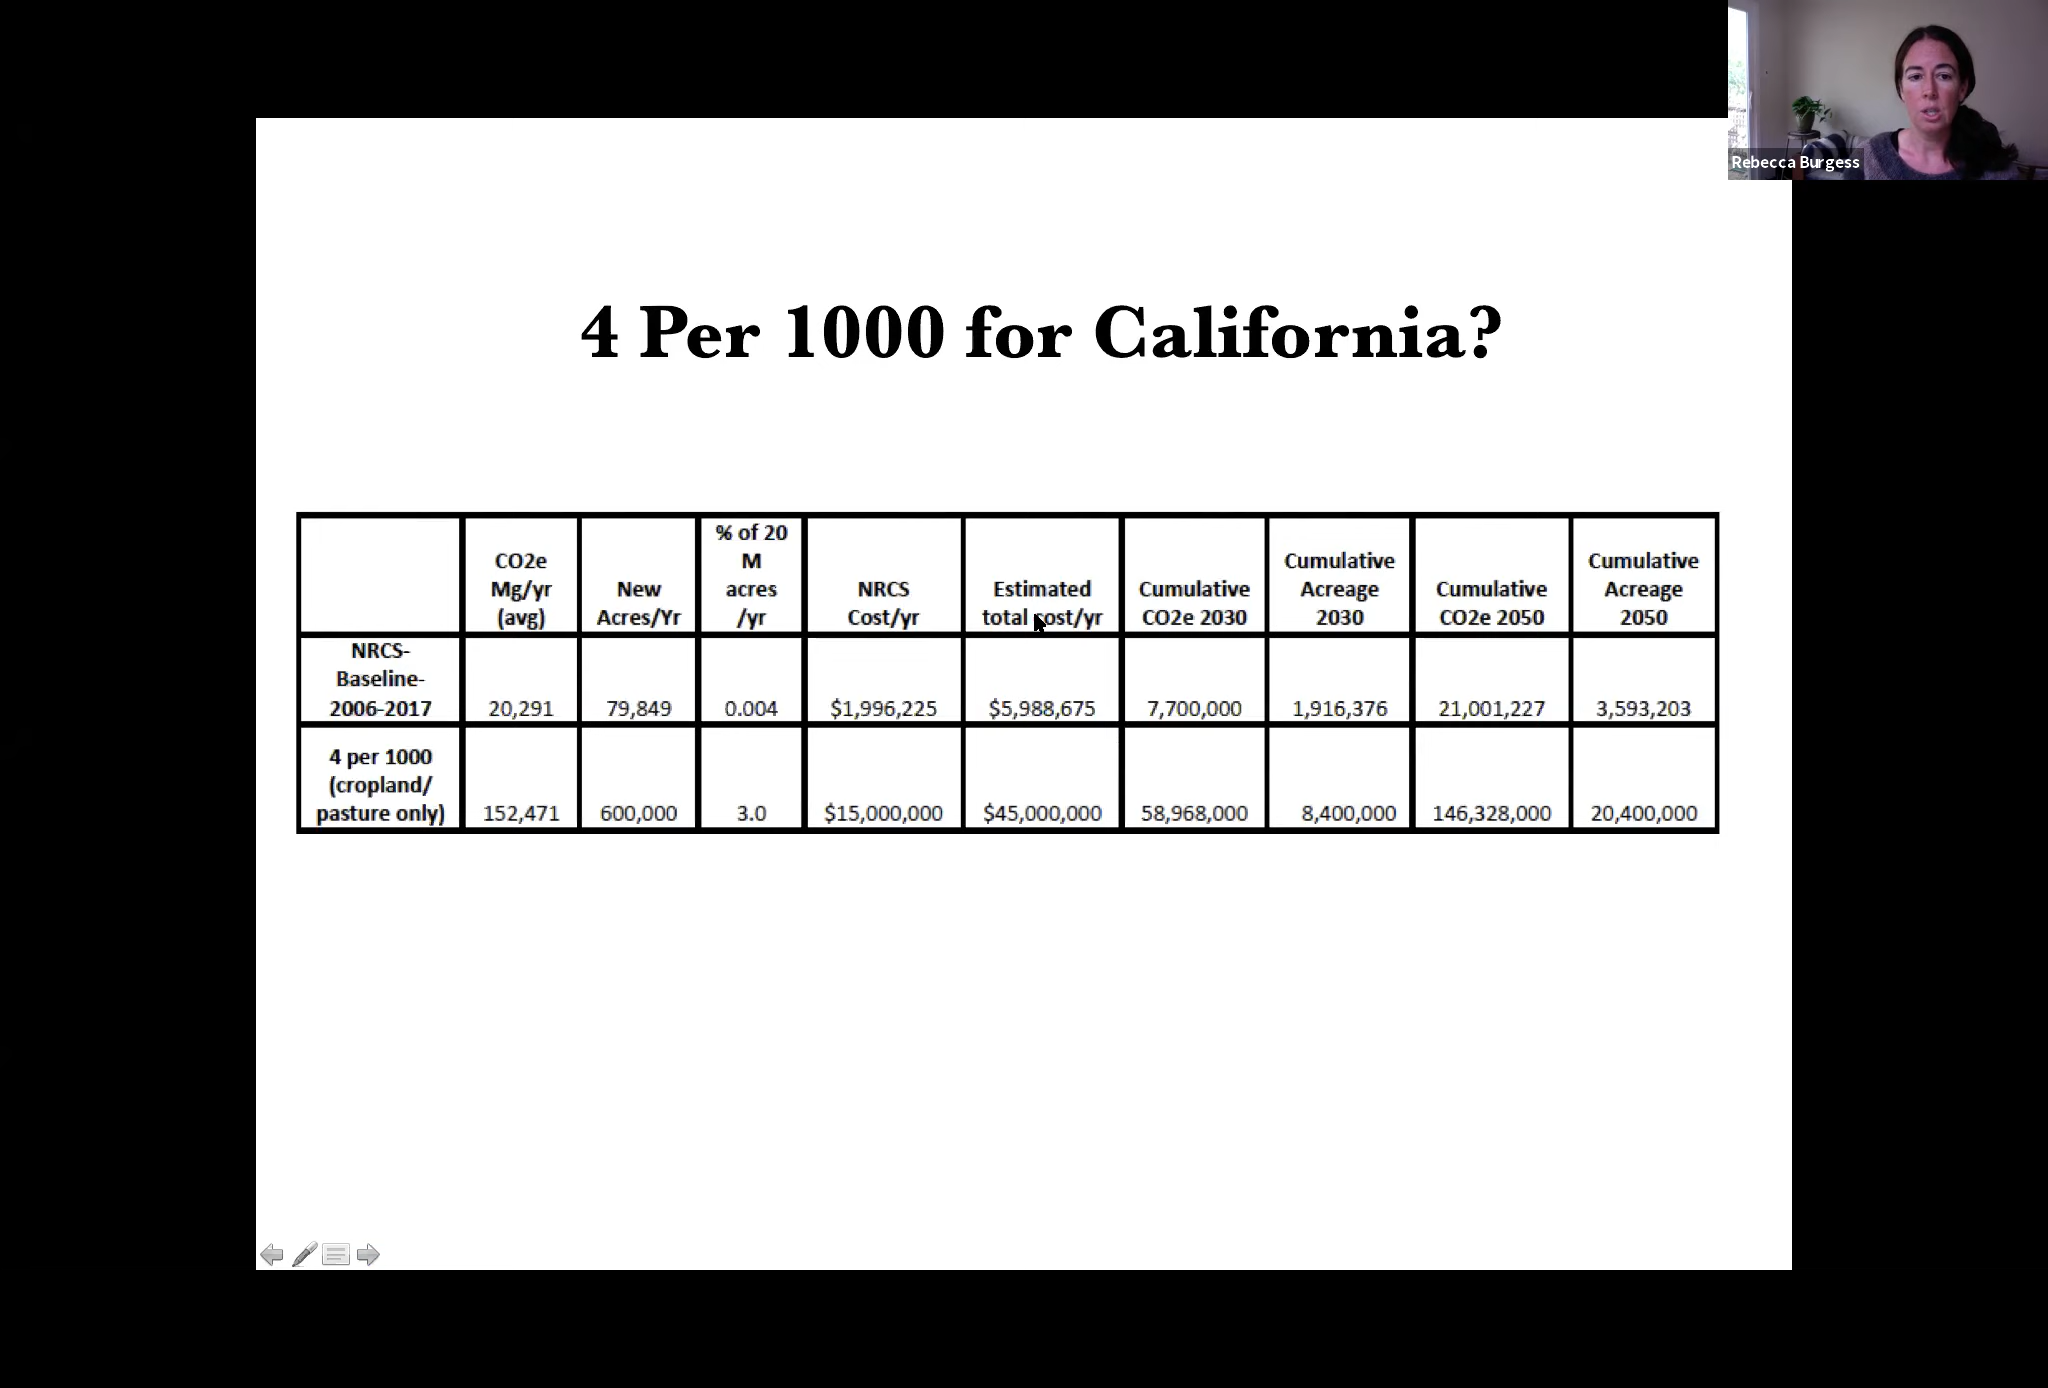 Rebecca Burgess
4 Per 1000 for California?
% of 20
CO2e M Cumulative Cumulative
Mg/yr New acres NRCS Estimated Cumulative Acreage Cumulative Acreage
(avg) Acres/Yr /yr Cost/yr total cost/yr CO2e 2030 2030 CO2e 2050 2050
NRCS-
Baseline-
2006-2017 20,291 79,849 0.004 $1,996,225 $5,988,675 7,700,000 1,916,376 21,001,227 3,593,203
4 per 1000
(cropland/
pasture only) 152,471 600,000 3.0 $15,000,000 $45,000,000 58,968,000 8,400,000 146,328,000 20,400,000